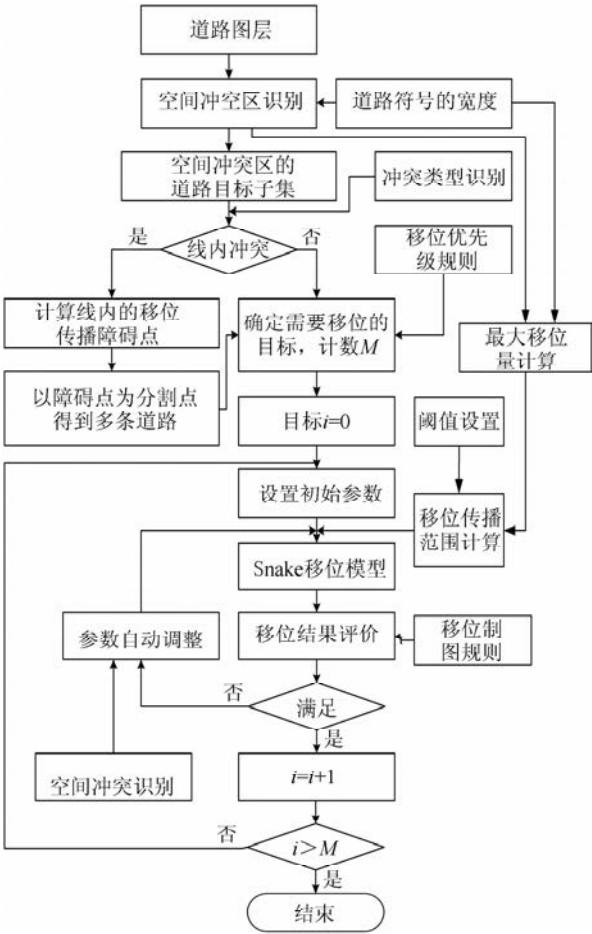 道路图层
空间冲空区识别
道路符号的宽度
空间冲突区的
道路目标子集
冲突类型识别
是
线内冲突
否
移位优先
级规则
计算线内的移位
传播障碍点
确定需要移位的
目标，计数M
最大移位
量计算
以障碍点为分割点
得到多条道路
目标i=0
阈值设置
设置初始参数
移位传播
范围计算
Snake移位模型
参数自动调整
移位结果评价
移位制
图规则
否
满足
是
空间冲突识别
i=i+1
否
i>M
是
结束